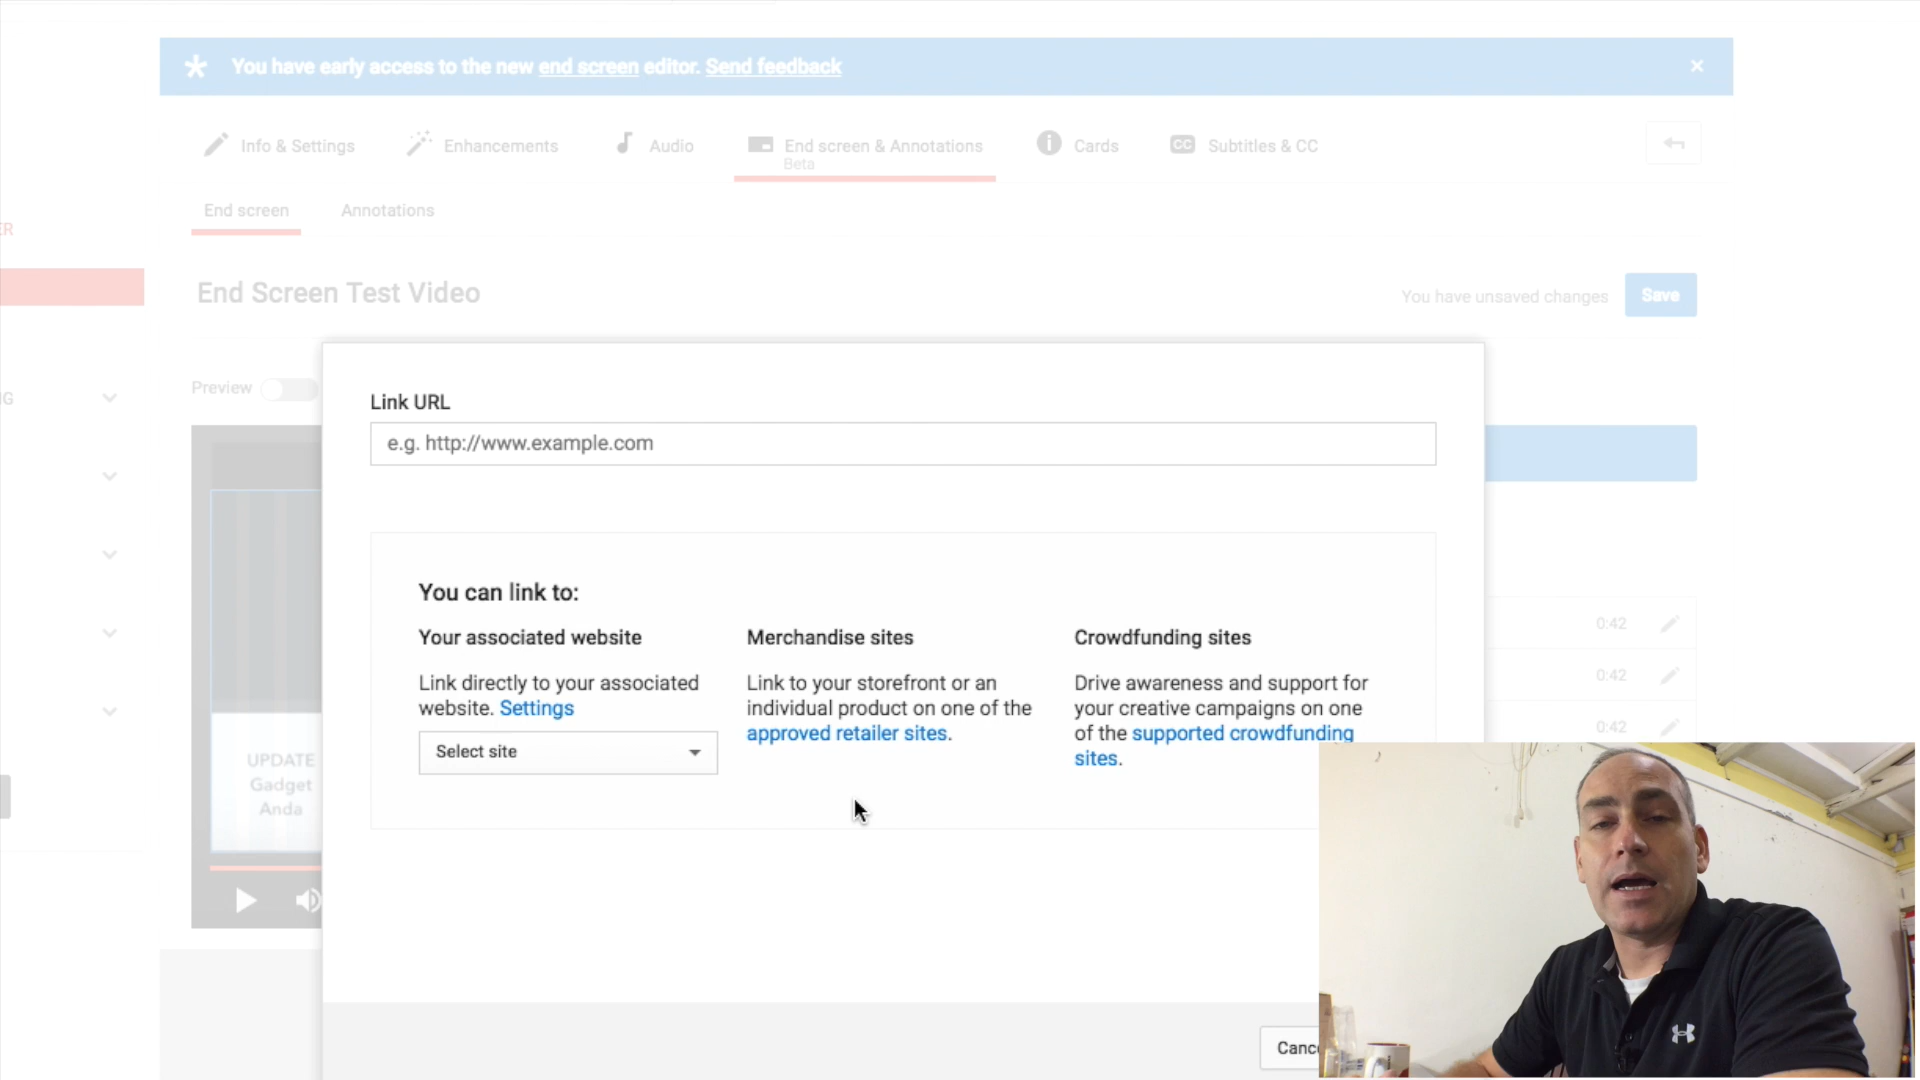 You have early access to the new end screen editor. Send feedback
Info & Settings
Enhancements
Audio
End screen & Annotations
Beta
Cards
CC
Subtitles & CC
End screen
Annotations
ER
End Screen Test Video
You have unsaved changes
Save
Preview
G
Link URL
e.g. http://www.example.com
You can link to:
Your associated website
Link directly to your associated
website. Settings
Select site
Merchandise sites
Link to your storefront or an
individual product on one of the
approved retailer sites.
Crowdfunding sites
Drive awareness and support for
your creative campaigns on one
of the supported crowdfunding
sites.
0:42
0:42
0:42
UPDATE
Gadget
Anda
Canc